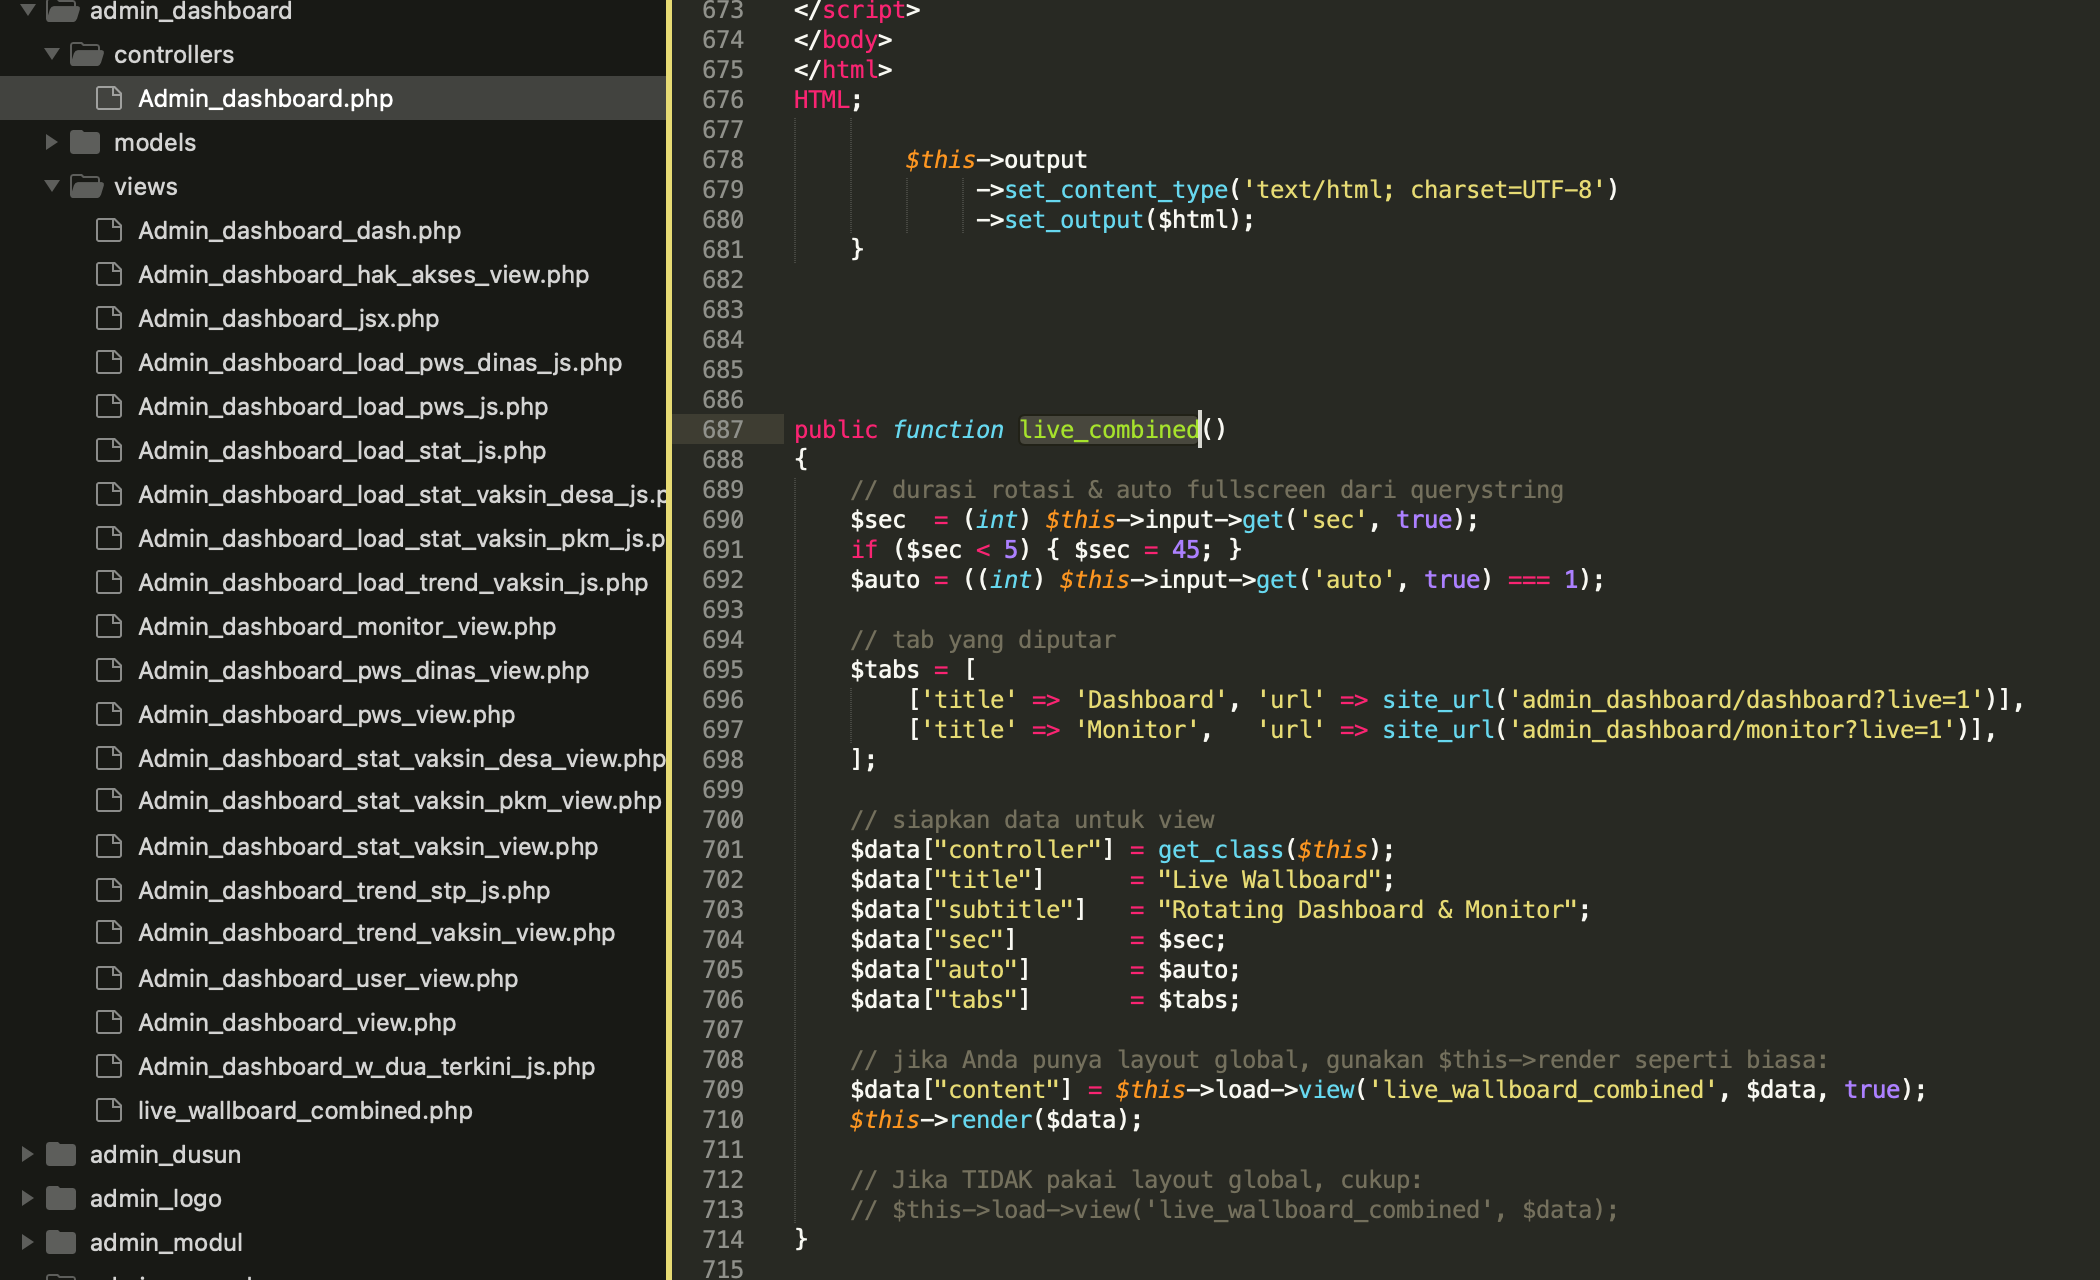 admin_dashboard
controllers
Admin_dashboard.php
models
views
Admin_dashboard_dash.php
Admin_dashboard_hak_akses_view.php
Admin_dashboard_jsx.php
Admin_dashboard_load_pws_dinas_js.php
Admin_dashboard_load_pws_js.php
Admin_dashboard_load_stat_js.php
Admin_dashboard_load_stat_vaksin_desa_js.p
Admin_dashboard_load_stat_vaksin_pkm_js.p
Admin_dashboard_load_trend_vaksin_js.php
Admin_dashboard_monitor_view.php
Admin_dashboard_pws_dinas_view.php
Admin_dashboard_pws_view.php
Admin_dashboard_stat_vaksin_desa_view.php
Admin_dashboard_stat_vaksin_pkm_view.php
Admin_dashboard_stat_vaksin_view.php
Admin_dashboard_trend_stp_js.php
Admin_dashboard_trend_vaksin_view.php
Admin_dashboard_user_view.php
Admin_dashboard_view.php
Admin_dashboard_w_dua_terkini_js.php
live_wallboard_combined.php
admin_dusun
admin_logo
admin_modul
673 </script>
674 </body>
675 </html>
676 HTML;
677
678 $this->output
679 ->set_content_type('text/html; charset=UTF-8')
680 ->set_output($html);
681 }
682
683
684
685
686
687 public function live_combined()
688 {
689 // durasi rotasi & auto fullscreen dari querystring
690 $sec  = (int) $this->input->get('sec', true);
691 if ($sec < 5) { $sec = 45; }
692 $auto = ((int) $this->input->get('auto', true) === 1);
693
694 // tab yang diputar
695 $tabs = [
696 ['title' => 'Dashboard', 'url' => site_url('admin_dashboard/dashboard?live=1')],
697 ['title' => 'Monitor',   'url' => site_url('admin_dashboard/monitor?live=1')],
698 ];
699
700 // siapkan data untuk view
701 $data["controller"] = get_class($this);
702 $data["title"]      = "Live Wallboard";
703 $data["subtitle"]   = "Rotating Dashboard & Monitor";
704 $data["sec"]        = $sec;
705 $data["auto"]       = $auto;
706 $data["tabs"]       = $tabs;
707
708 // jika Anda punya layout global, gunakan $this->render seperti biasa:
709 $data["content"] = $this->load->view('live_wallboard_combined', $data, true);
710 $this->render($data);
711
712 // Jika TIDAK pakai layout global, cukup:
713 // $this->load->view('live_wallboard_combined', $data);
714 }
715